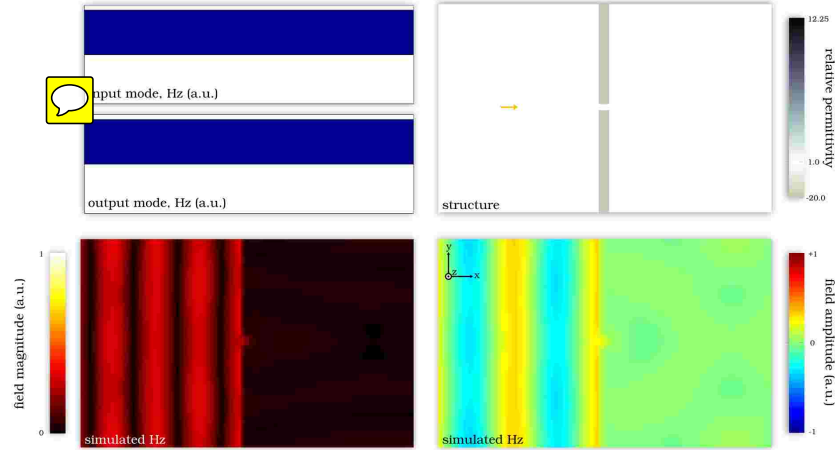 nput mode, Hz (a.u.)
output mode, Hz (a.u.)
structure
12.25
1.0
-20.0
relative permittivity
1
0
field magnitude (a.u.)
simulated Hz
y
z
x
simulated Hz
+1
0
-1
field amplitude (a.u.)